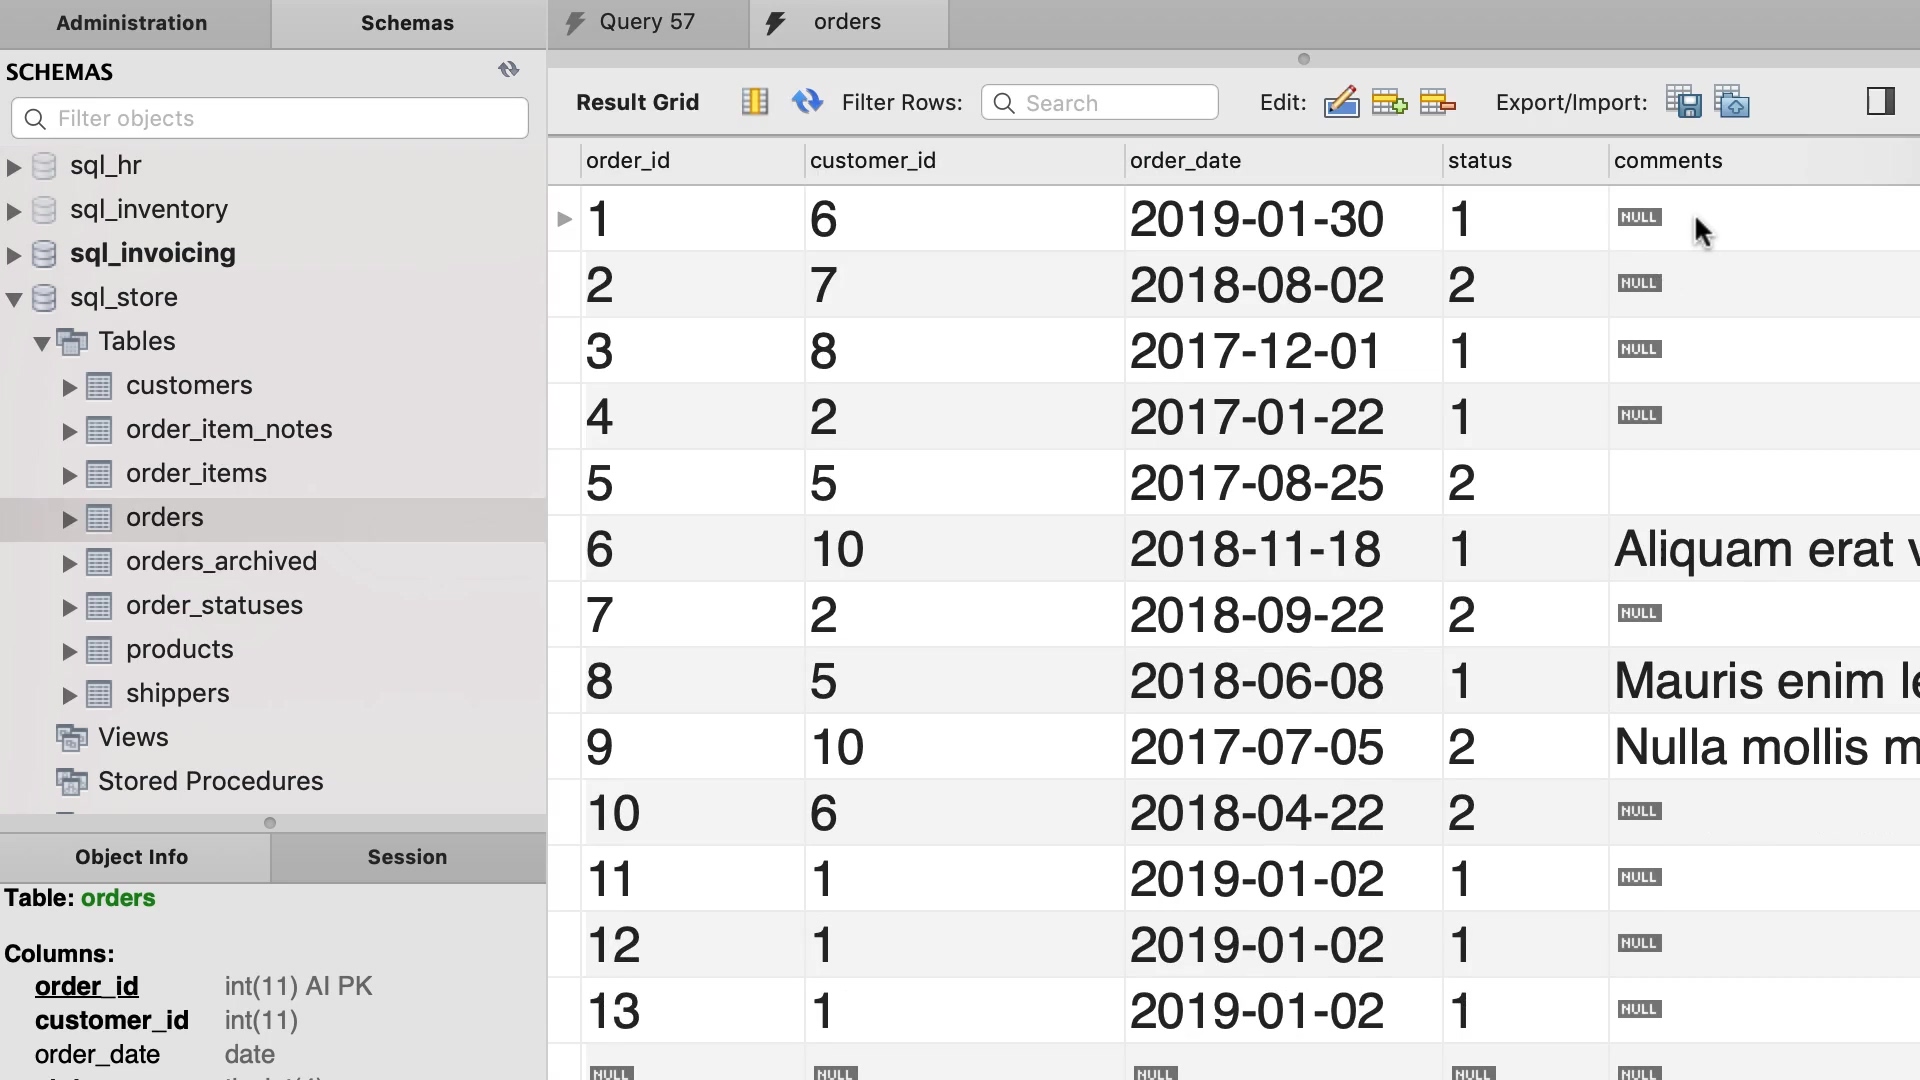 Administration
Schemas
Query 57
orders
SCHEMAS
Filter objects
sql_hr
sql_inventory
sql_invoicing
sql_store
Tables
customers
order_item_notes
order_items
orders
orders_archived
order_statuses
products
shippers
Views
Stored Procedures
Object Info
Session
Table: orders
Columns:
order_id int(11) AI PK
customer_id int(11)
order_date date
Result Grid Filter Rows: Search Edit: Export/Import:
order_id customer_id order_date status comments
1 6 2019-01-30 1 NULL
2 7 2018-08-02 2 NULL
3 8 2017-12-01 1 NULL
4 2 2017-01-22 1 NULL
5 5 2017-08-25 2
6 10 2018-11-18 1 Aliquam erat
7 2 2018-09-22 2 NULL
8 5 2018-06-08 1 Mauris enim
9 10 2017-07-05 2 Nulla mollis
10 6 2018-04-22 2 NULL
11 1 2019-01-02 1 NULL
12 1 2019-01-02 1 NULL
13 1 2019-01-02 1 NULL
NULL NULL NULL NULL NULL